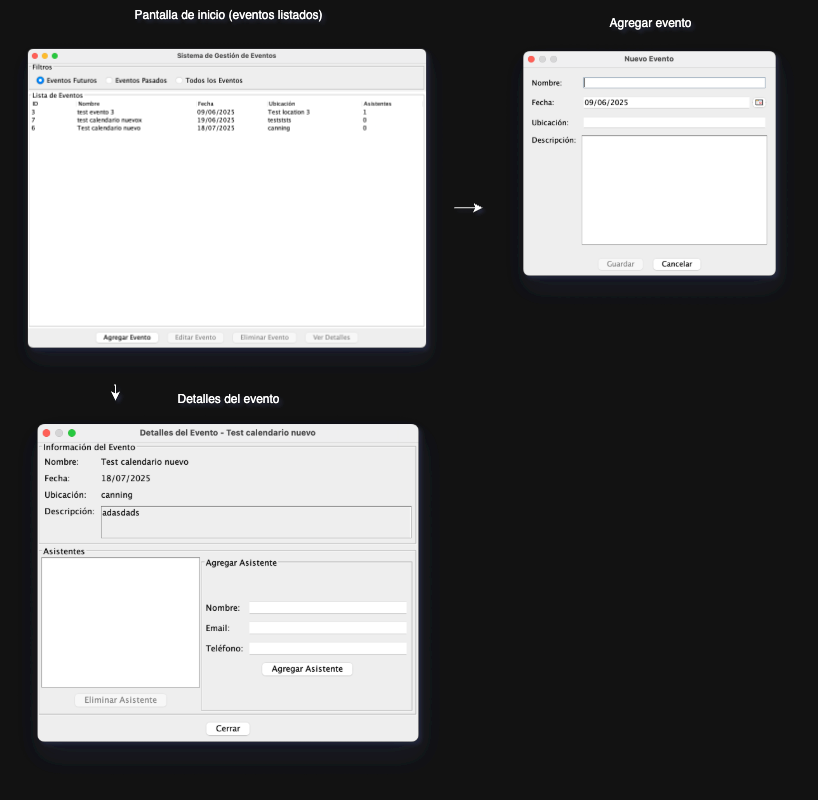 Pantalla de inicio (eventos listados)
Sistema de Gestión de Eventos
Filtros
Eventos Futuros Eventos Pasados Todos los Eventos
Lista de Eventos
ID Nombre Fecha Ubicación Asistentes
3 test evento 3 09/06/2025 Test location 3 1
7 test calendario nuevox 19/06/2025 testststs 0
6 Test calendario nuevo 18/07/2025 canning 0
Agregar Evento Editar Evento Eliminar Evento Ver Detalles
Agregar evento
Nuevo Evento
Nombre:
Fecha: 09/06/2025
Ubicación:
Descripción:
Guardar Cancelar
Detalles del evento
Detalles del Evento - Test calendario nuevo
Información del Evento
Nombre: Test calendario nuevo
Fecha: 18/07/2025
Ubicación: canning
Descripción: adasdads
Asistentes
Agregar Asistente
Nombre:
Email:
Teléfono:
Agregar Asistente
Eliminar Asistente
Cerrar